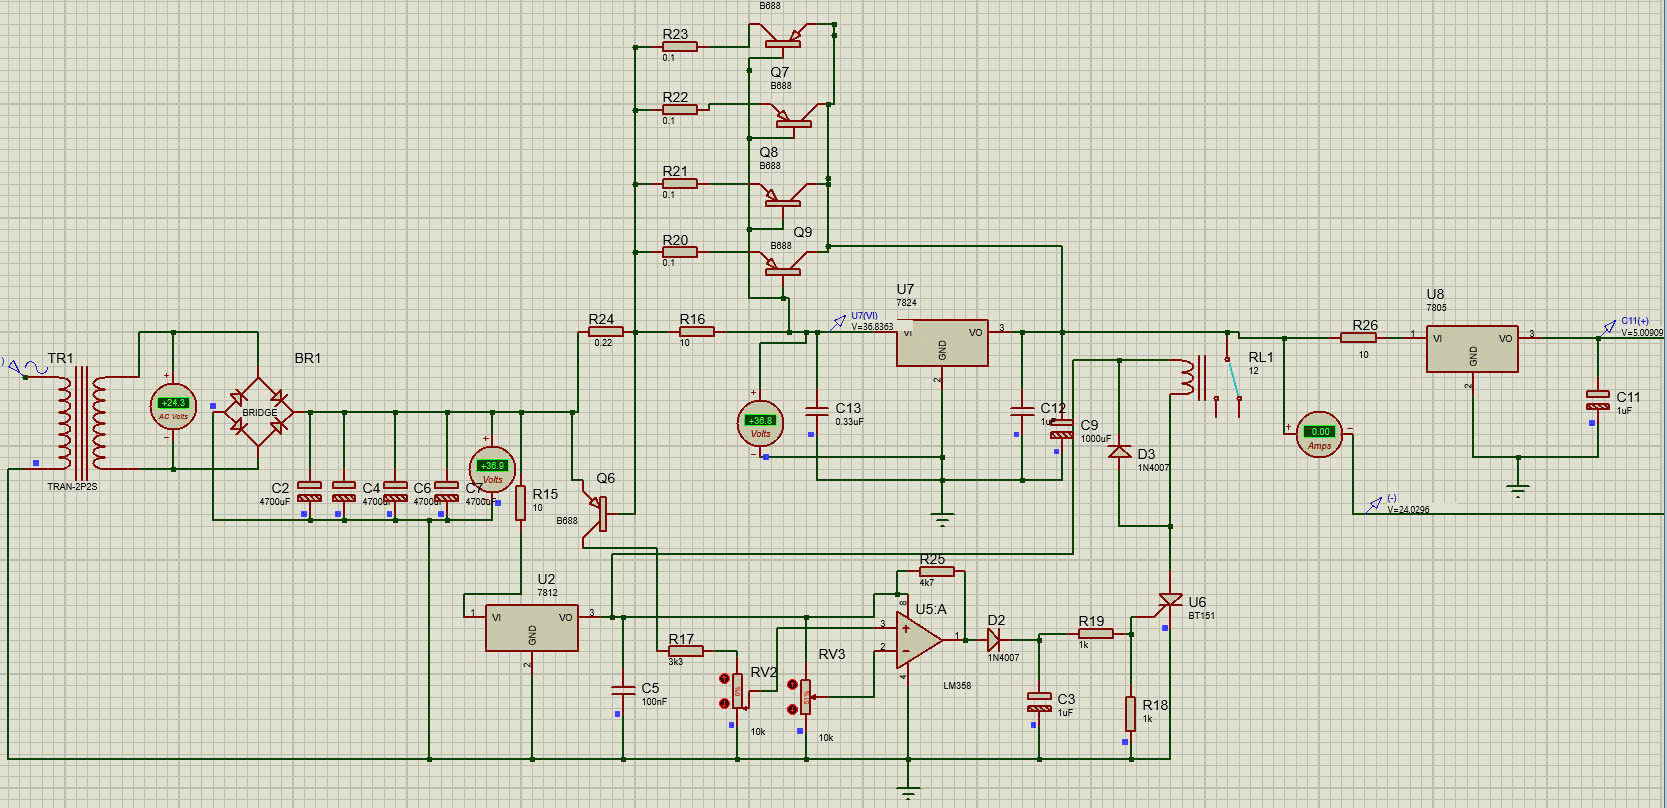 B688
R23
0.1
Q7
B688
R22
0.1
Q8
B688
R21
0.1
Q9
B688
R20
0.1
U7
7824
U7(VI)
V=36.8363
VI
VO
3
GND
2
R24
0.22
R16
10
U8
7805
R26
10
1
VI
VO
3
GND
2
C11(+)
V=5.00909
TR1
TRAN-2P2S
+24.3
AC Volts
BR1
BRIDGE
RL1
12
C11
1uF
+36.8
Volts
C13
0.33uF
C12
1uF
C9
1000uF
0.00
Amps
D3
1N4007
+36.9
Volts
C2
4700uF
C4
4700uF
C6
4700uF
C7
4700uF
R15
10
Q6
B688
(-)
V=24.0296
U2
7812
1
VI
VO
3
GND
2
R25
4k7
U5:A
8
3
2
1
4
LM358
D2
1N4007
R19
1k
U6
BT151
R17
3k3
RV2
0%
10k
RV3
10k
C5
100nF
C3
1uF
R18
1k